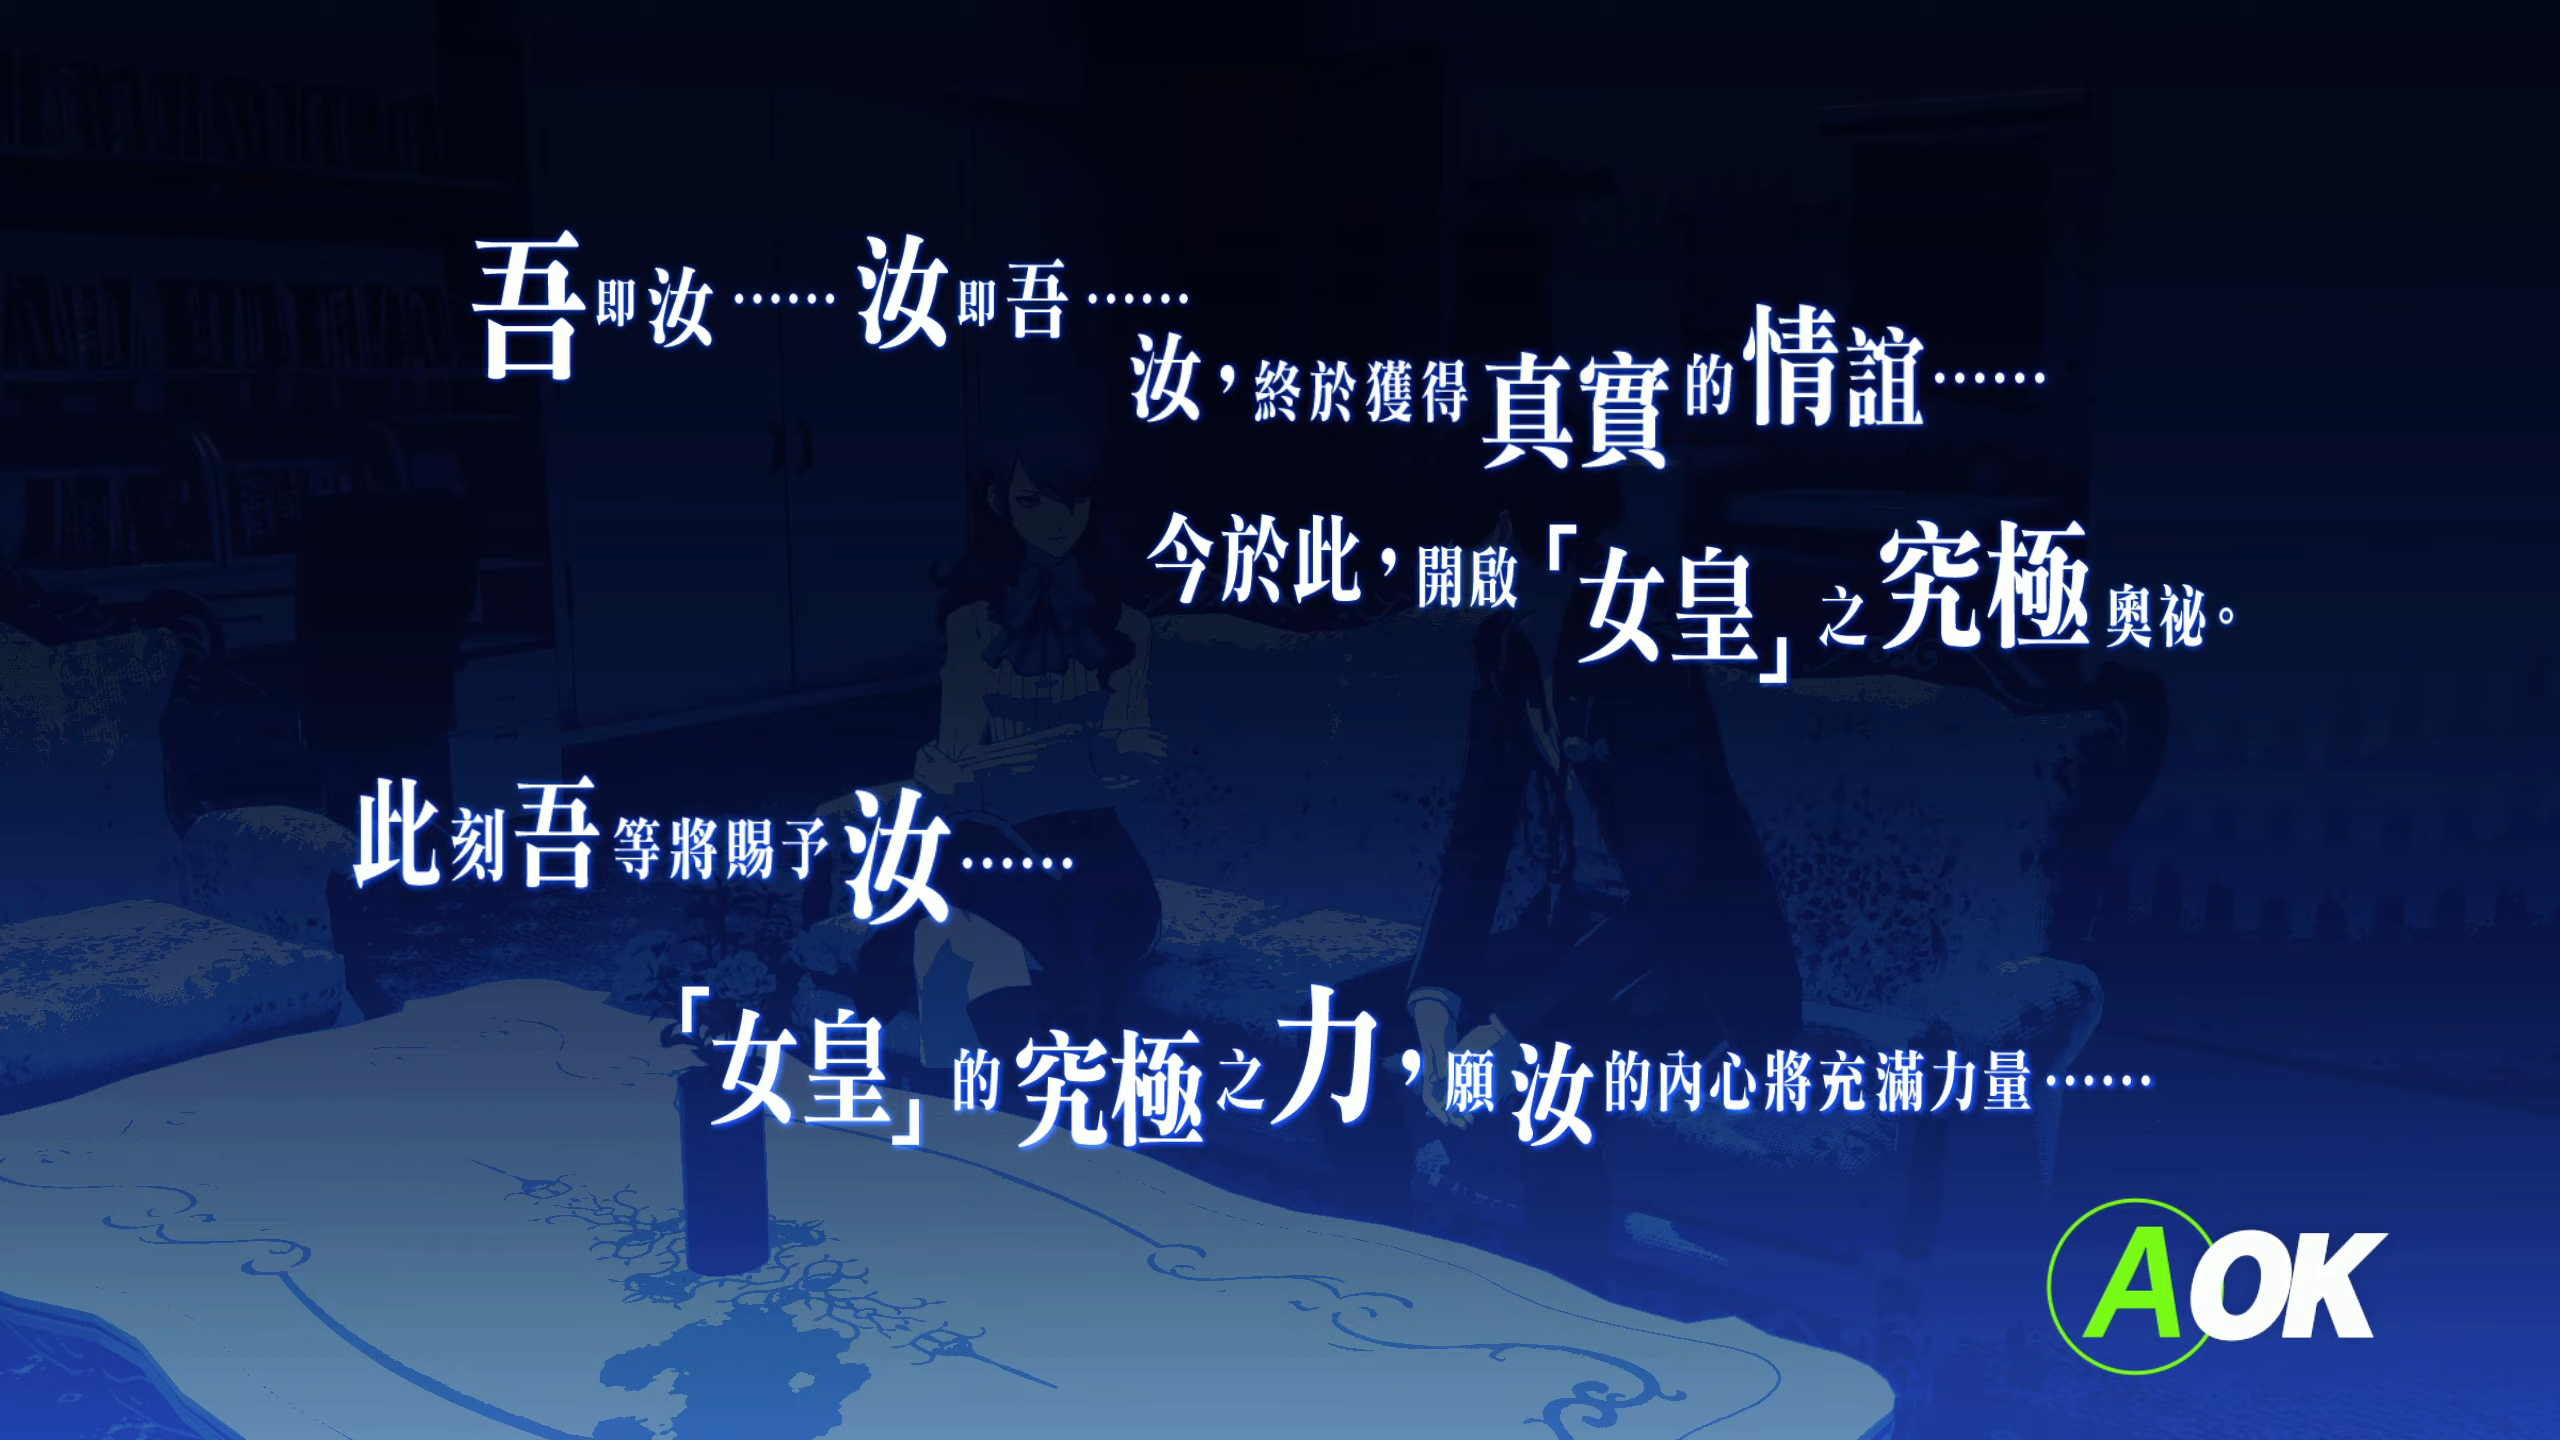 吾即汝……汝即吾……
汝，終於獲得真實的情誼……
今於此，開啟「女皇」之究極奧祕。
此刻吾等將賜予汝……
「女皇」的究極之力，願汝的內心將充滿力量……
A OK